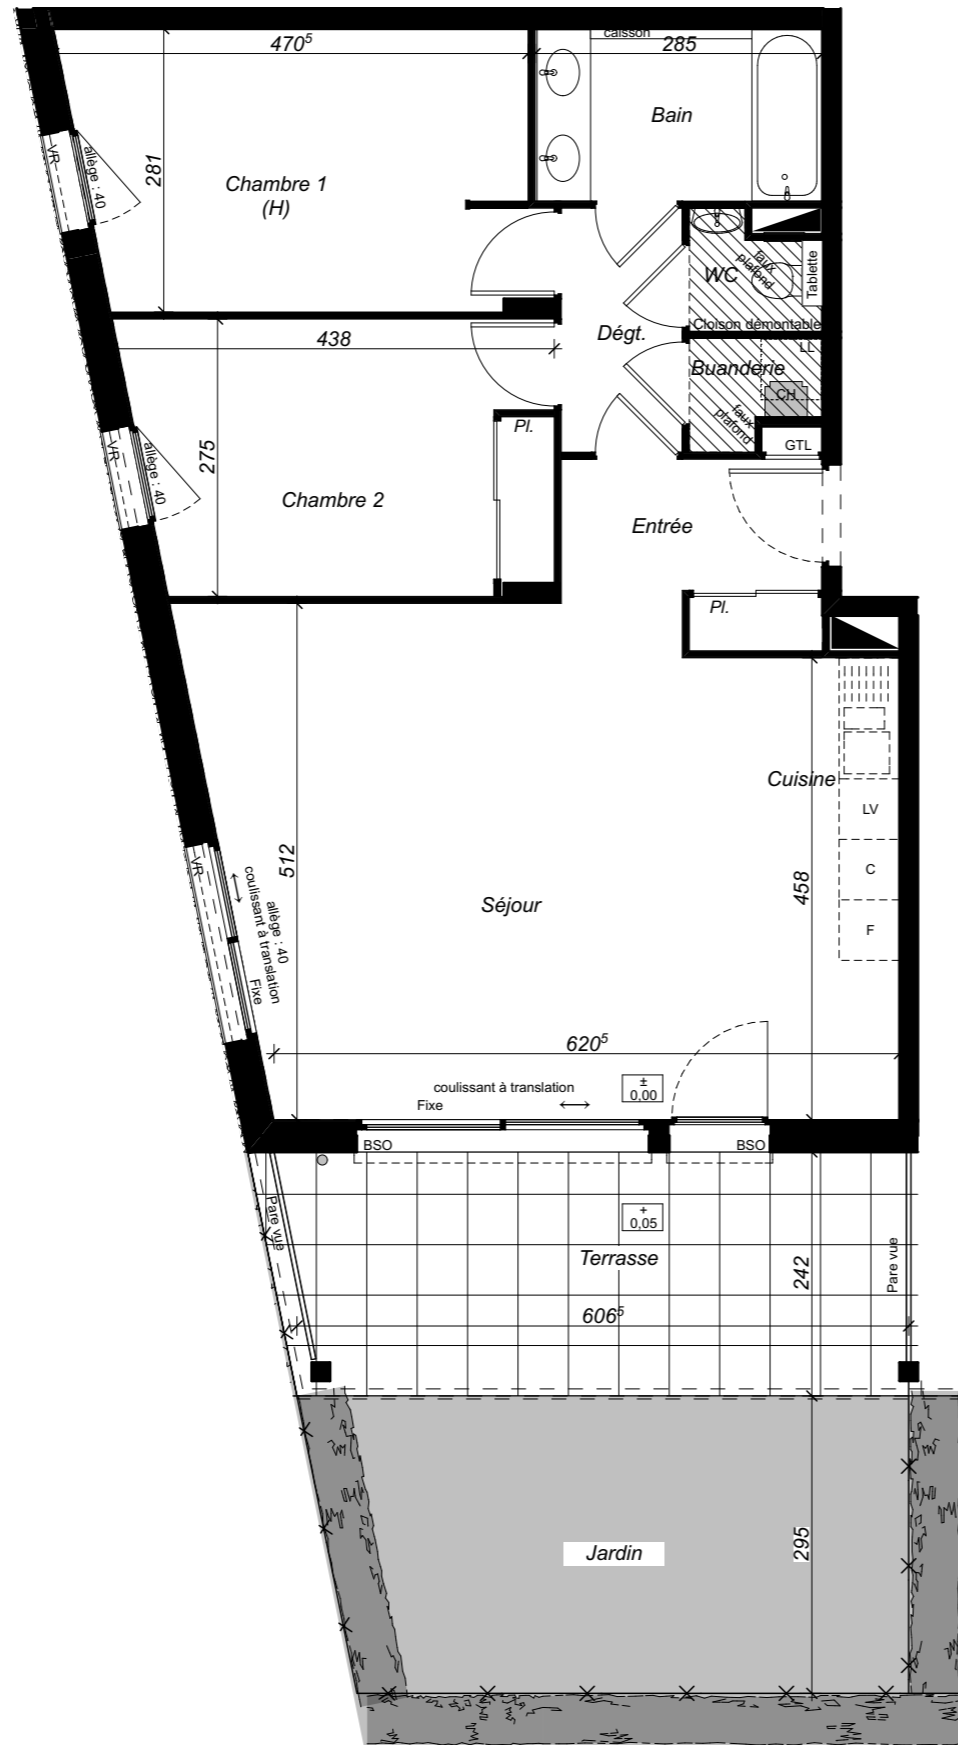 caisson
470⁵
285
Bain
VR
allège : 40
281
Chambre 1
(H)
WC
faux
plafond
Tablette
Cloison démontable
Dégt.
438
LL
Buanderie
CH
faux
plafond
GTL
Pl.
VR
allège : 40
275
Chambre 2
Entrée
Pl.
Cuisine
LV
C
F
VR
coulissant à translation
allège : 40
Fixe
512
458
Séjour
620⁵
coulissant à translation
Fixe
±
0,00
BSO
BSO
Pare vue
+
0,05
Terrasse
242
Pare vue
606⁵
295
Jardin